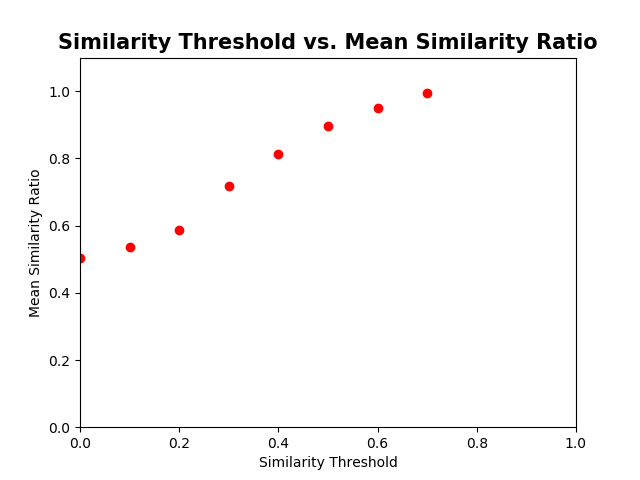 Similarity Threshold vs. Mean Similarity Ratio
1.0
0.8
0.6
0.4
0.2
0.0
Mean Similarity Ratio
0.0 0.2 0.4 0.6 0.8 1.0
Similarity Threshold